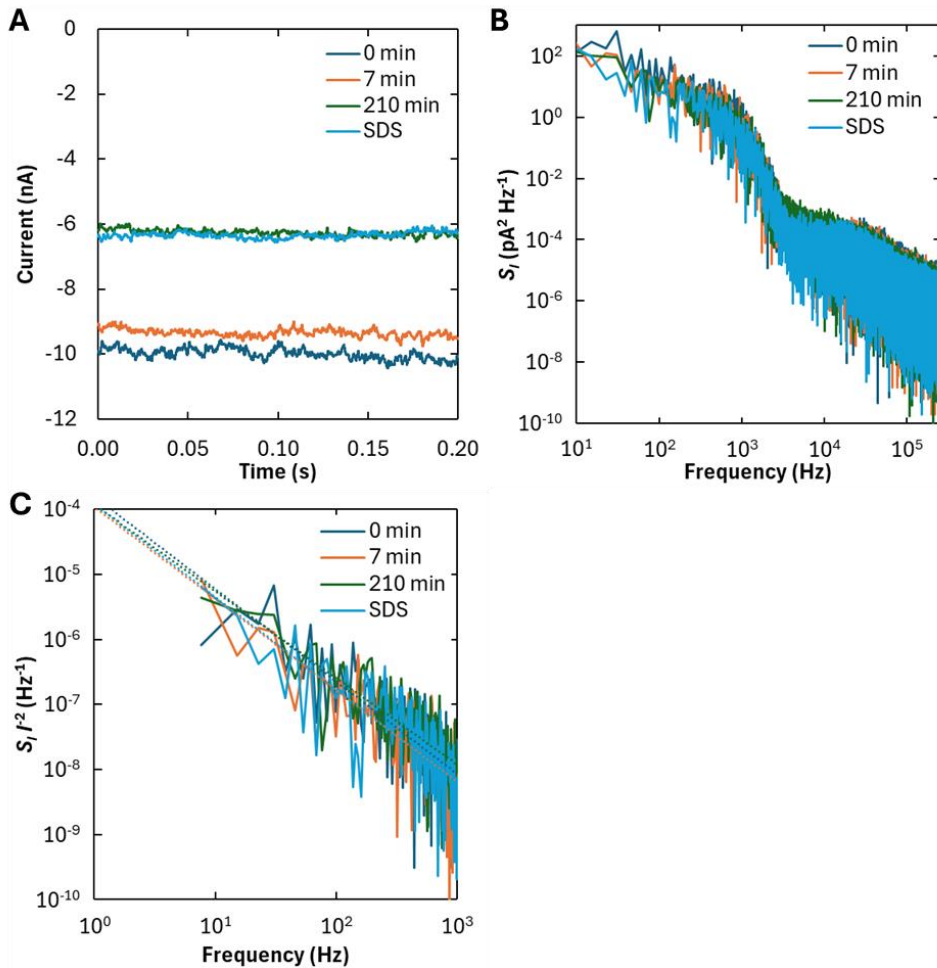 A
0
-2
-4
-6
-8
-10
-12
Current (nA)
0 min
7 min
210 min
SDS
0.00 0.05 0.10 0.15 0.20
Time (s)
B
10²
10⁰
10⁻²
10⁻⁴
10⁻⁶
10⁻⁸
10⁻¹⁰
S_I (pA² Hz⁻¹)
0 min
7 min
210 min
SDS
10¹ 10² 10³ 10⁴ 10⁵
Frequency (Hz)
C
10⁻⁴
10⁻⁵
10⁻⁶
10⁻⁷
10⁻⁸
10⁻⁹
10⁻¹⁰
S_I I⁻² (Hz⁻¹)
0 min
7 min
210 min
SDS
10⁰ 10¹ 10² 10³
Frequency (Hz)